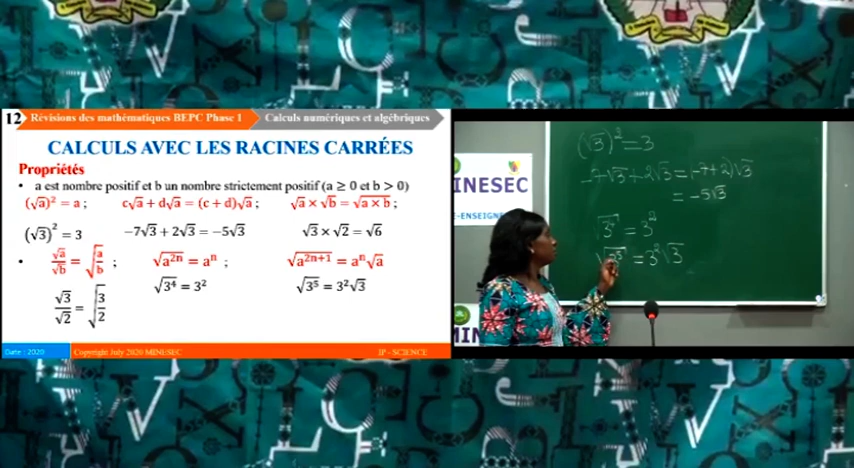 12 Révisions des mathématiques BEPC Phase 1 Calculs numériques et algébriques
CALCULS AVEC LES RACINES CARRÉES
Propriétés
• a est nombre positif et b un nombre strictement positif (a ≥ 0 et b > 0)
(√a)² = a ; c√a + d√a = (c + d)√a ; √a × √b = √(a × b) ;
(√3)² = 3 −7√3 + 2√3 = −5√3 √3 × √2 = √6
• √a/√b = √(a/b) ; √(a²ⁿ) = aⁿ ; √(a²ⁿ⁺¹) = aⁿ√a
√3/√2 = √(3/2) √(3⁴) = 3² √(3⁵) = 3²√3
Date : 2020 Copyright July 2020 MINESEC IP - SCIENCE
(√3)² = 3
-7√3 + 2√3 = (-7+2)√3
= -5√3
= 3²
= 3²√3
INESEC
E-ENSEIGNE
MIN